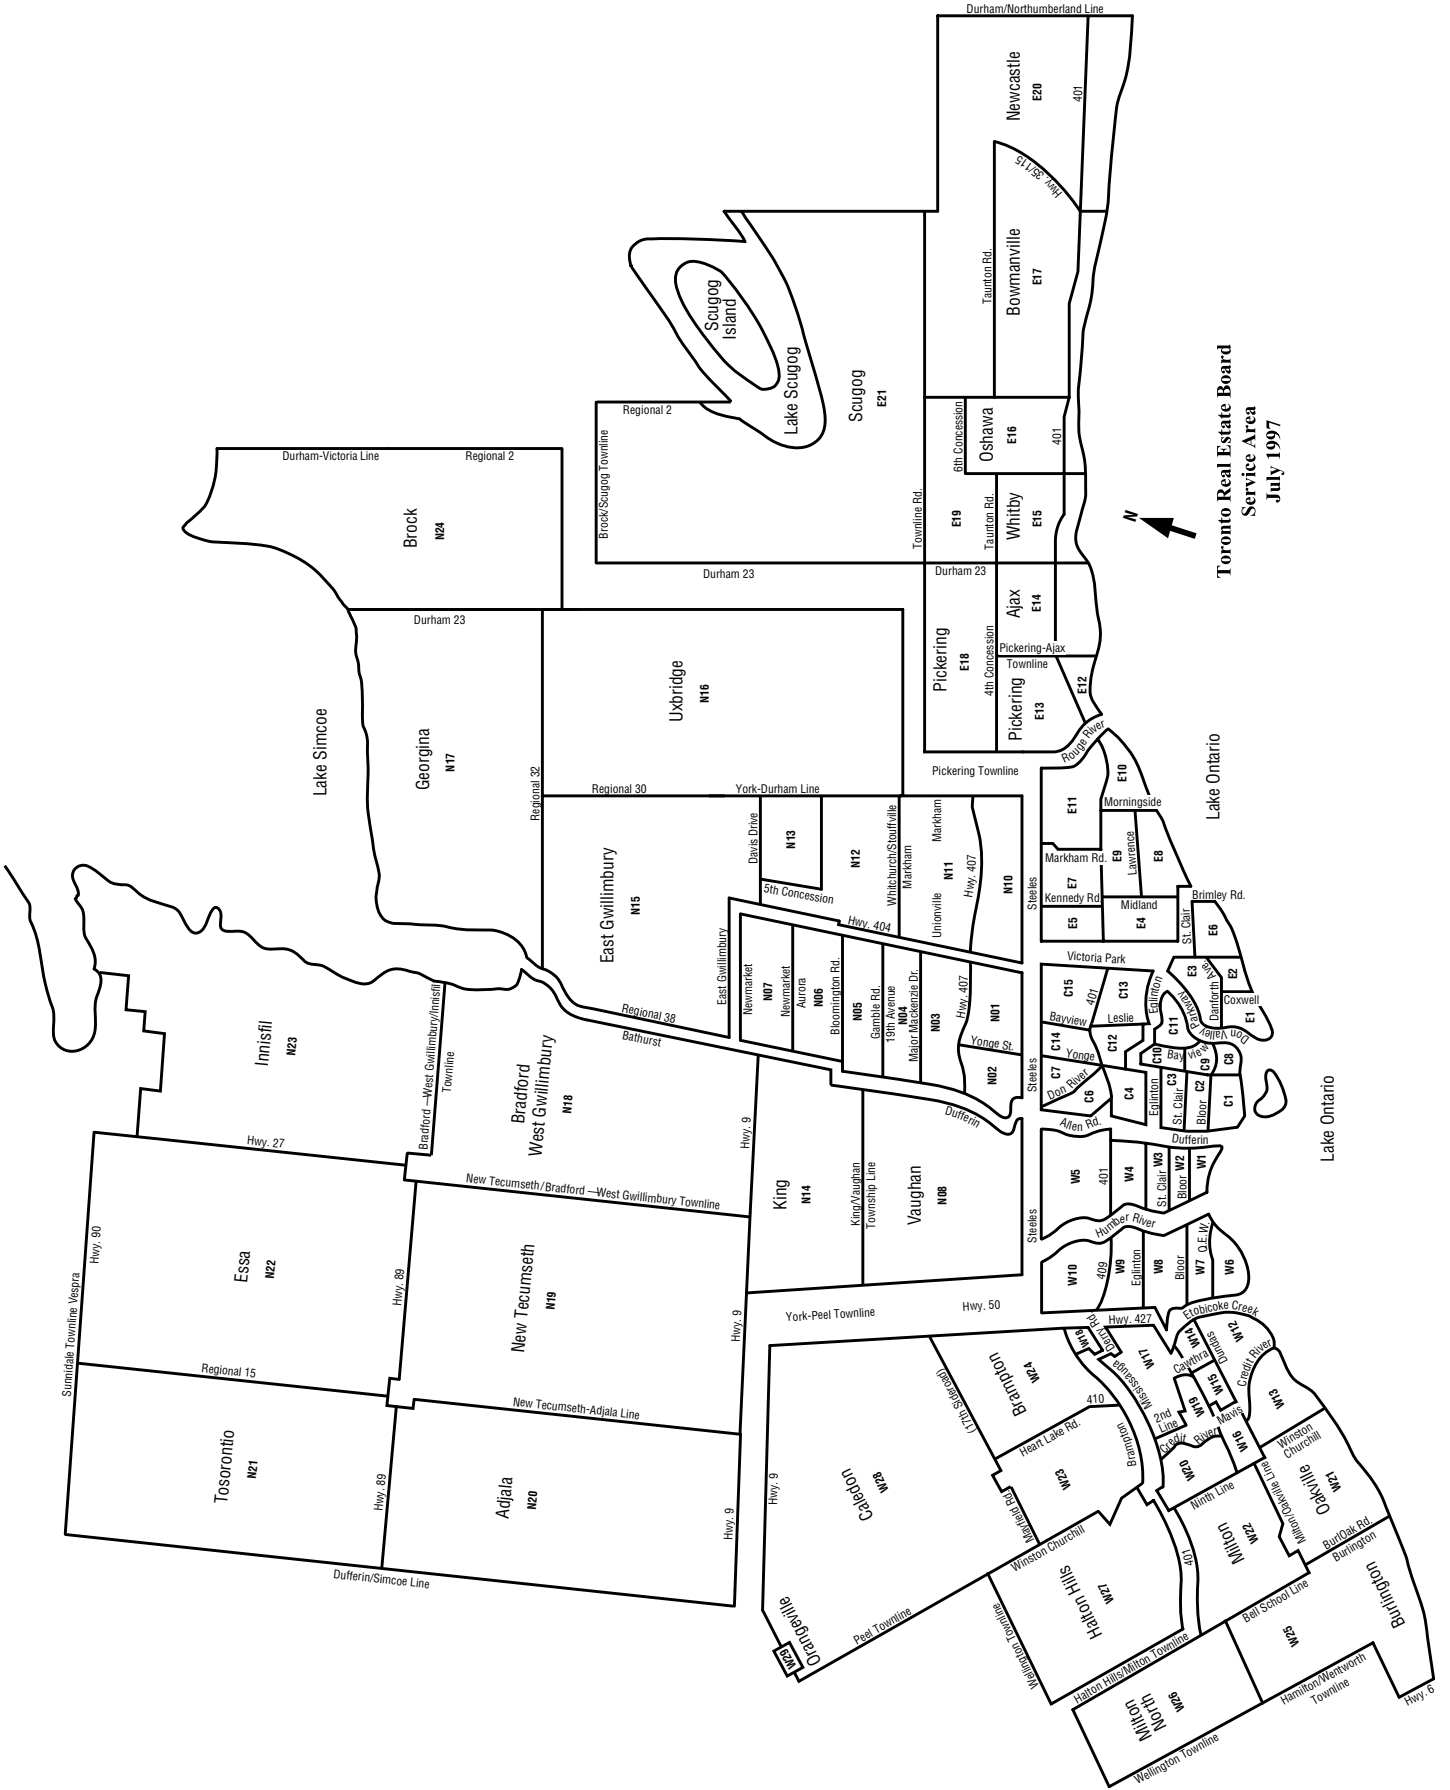 Toronto Real Estate Board
Service Area
July 1997
N
Durham/Northumberland Line
Newcastle
E20
401
Hwy. 35/115
Taunton Rd.
Bowmanville
E17
Scugog
Island
Lake Scugog
Scugog
E21
Regional 2
Brock/Scugog Townline
6th Concession
Oshawa
E16
401
Townline Rd.
E19
Taunton Rd.
Whitby
E15
Durham-Victoria Line
Regional 2
Brock
N24
Durham 23
Durham 23
Durham 23
Ajax
E14
Pickering
E18
4th Concession
Pickering-Ajax
Townline
Pickering
E13
E12
Rouge River
Pickering Townline
Lake Simcoe
Georgina
N17
Uxbridge
N16
Regional 32
Regional 30
York-Durham Line
East Gwillimbury
N15
Davis Drive
N13
5th Concession
N12
Whitchurch/Stouffville
Markham
Markham
Unionville
N11
Hwy. 407
N10
Hwy. 404
East Gwillimbury
Newmarket
N07
Newmarket
Aurora
N06
Bloomington Rd.
N05
Gamble Rd.
19th Avenue
N04
Major Mackenzie Dr.
N03
Hwy. 407
N01
Yonge St.
N02
Regional 38
Bathurst
Dufferin
Innisfil
N23
Bradford —West Gwillimbury/Innisfil
Townline
Bradford
West Gwillimbury
N18
Hwy. 27
New Tecumseth/Bradford —West Gwillimbury Townline
Hwy. 9
King
N14
King/Vaughan
Township Line
Vaughan
N08
Hwy. 90
Essa
N22
Hwy. 89
New Tecumseth
N19
Hwy. 9
York-Peel Townline
Hwy. 50
Sunnidale Townline Vespra
Regional 15
New Tecumseth-Adjala Line
Tosorontio
N21
Hwy. 89
Adjala
N20
Hwy. 9
Dufferin/Simcoe Line
Steeles
Steeles
Steeles
E11
E10
Morningside
Markham Rd.
E9
Lawrence
E8
E7
Kennedy Rd.
Midland
E5
E4
St. Clair
Brimley Rd.
E6
Victoria Park
E3
Danforth Ave.
E2
Coxwell
E1
Don Valley Parkway
C15
401
C13
Eglinton
Bayview
Leslie
C11
C14
Yonge
C12
C10
Bayview
C9
C8
C7
Don River
C6
C4
Eglinton
C3
St. Clair
C2
Bloor
C1
Allen Rd.
Dufferin
W5
401
W4
W3
St. Clair
W2
Bloor
W1
Humber River
W10
409
W9
Eglinton
W8
Bloor
W7
Q.E.W.
W6
Hwy. 427
Etobicoke Creek
Lake Ontario
Lake Ontario
W18
Derry Rd
W17
Mississauga
W14
Cawthra
Dundas
W12
W15
Credit River
W13
2nd
Line
W19
Mavis
Credit River
W16
W20
Ninth Line
Winston
Churchill
Oakville
W21
Milton/Oakville Line
Milton
W22
BurlOak Rd.
Burlington
Burlington
(17th Sideroad)
Brampton
W24
410
Heart Lake Rd.
Brampton
W23
Mayfield Rd.
Winston Churchill
Hwy. 9
Caledon
W28
Orangeville
W29
Peel Townline
Wellington Townline
Halton Hills
W27
401
Halton Hills/Milton Townline
Bell School Line
W25
Milton
North
W26
Wellington Townline
Hamilton/Wentworth
Townline
Hwy. 6